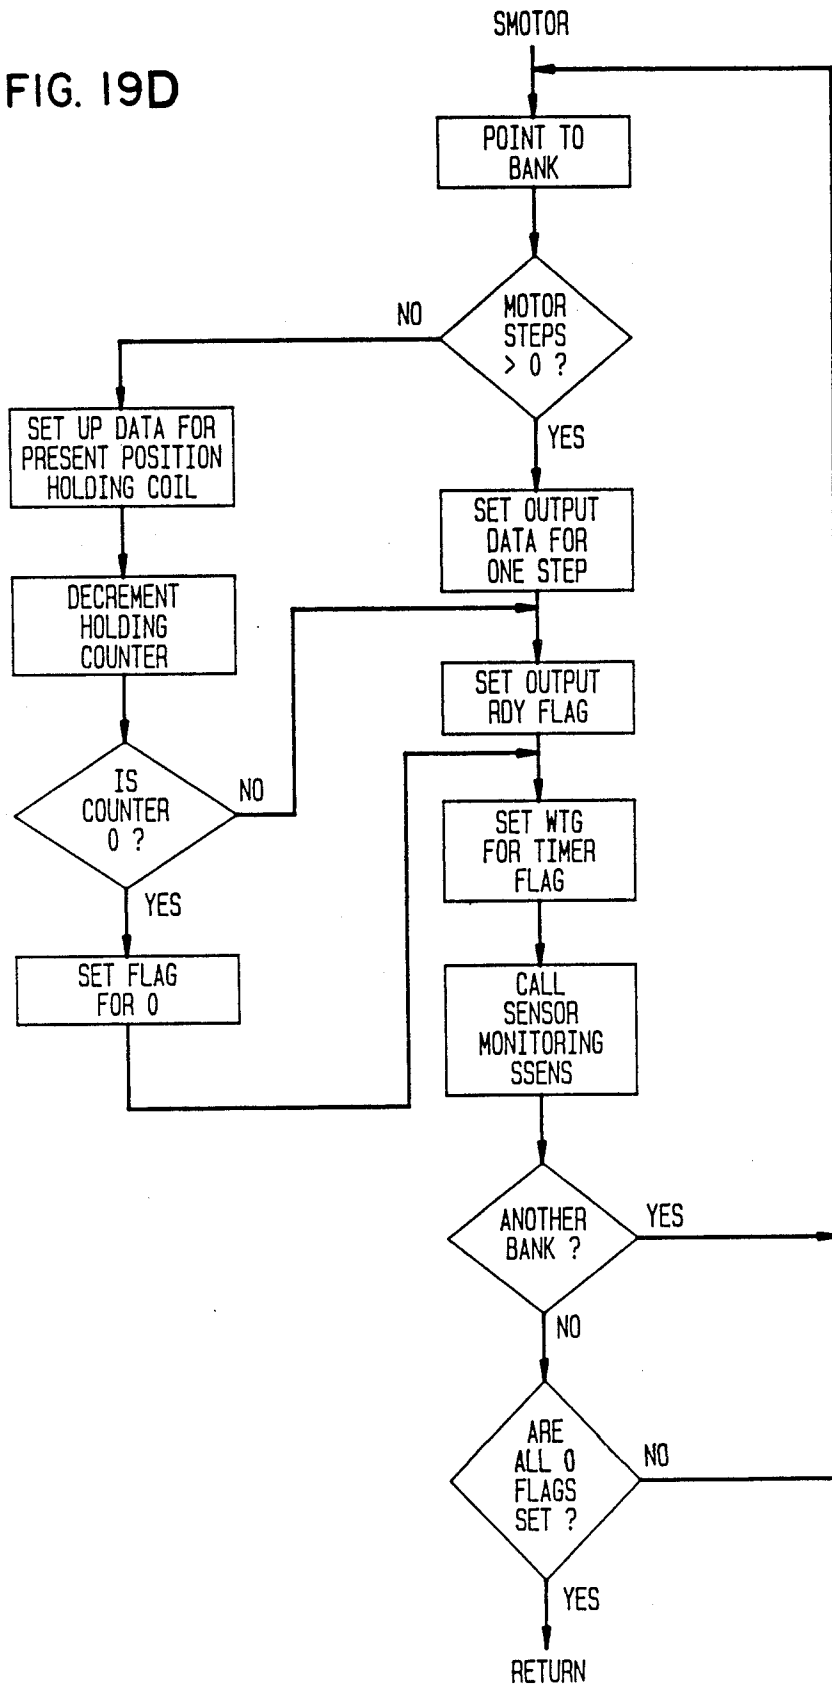 SMOTOR
FIG. 19D
POINT TO
BANK
MOTOR
STEPS
> 0 ?
NO
YES
SET UP DATA FOR
PRESENT POSITION
HOLDING COIL
SET OUTPUT
DATA FOR
ONE STEP
DECREMENT
HOLDING
COUNTER
SET OUTPUT
RDY FLAG
IS
COUNTER
0 ?
NO
YES
SET WTG
FOR TIMER
FLAG
SET FLAG
FOR 0
CALL
SENSOR
MONITORING
SSENS
ANOTHER
BANK ?
YES
NO
ARE
ALL 0
FLAGS
SET ?
NO
YES
RETURN